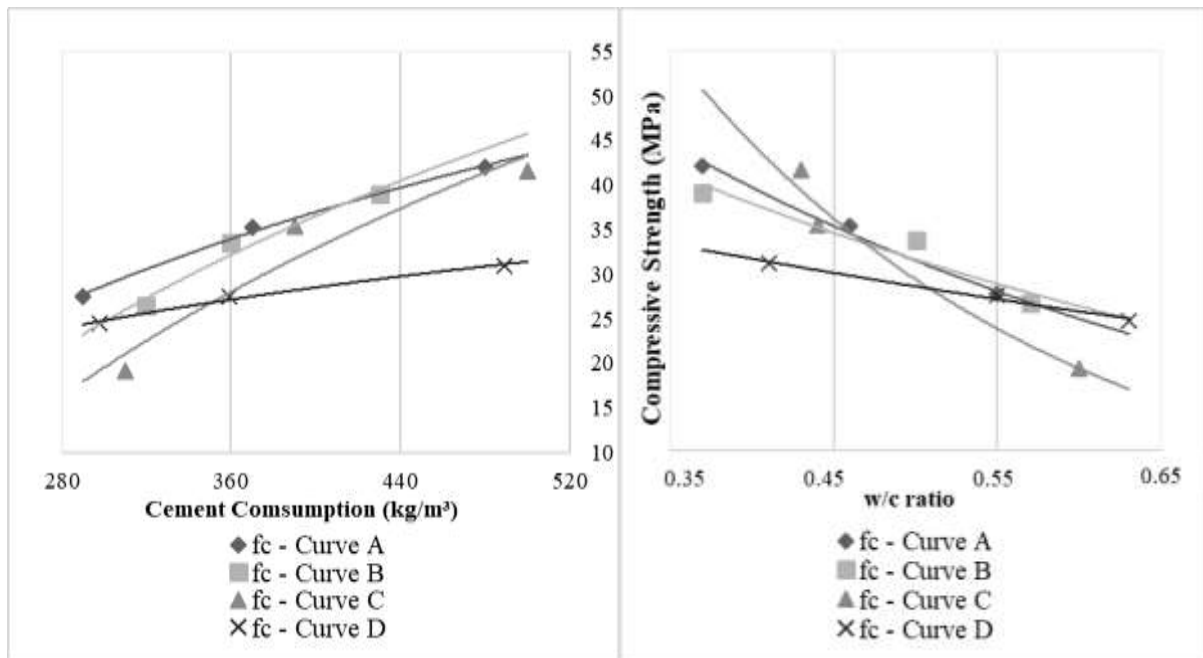 55
50
45
40
35
30
25
20
15
10
280 360 440 520
Cement Comsumption (kg/m³)
fc - Curve A
fc - Curve B
fc - Curve C
fc - Curve D
Compressive Strength (MPa)
0.35 0.45 0.55 0.65
w/c ratio
fc - Curve A
fc - Curve B
fc - Curve C
fc - Curve D